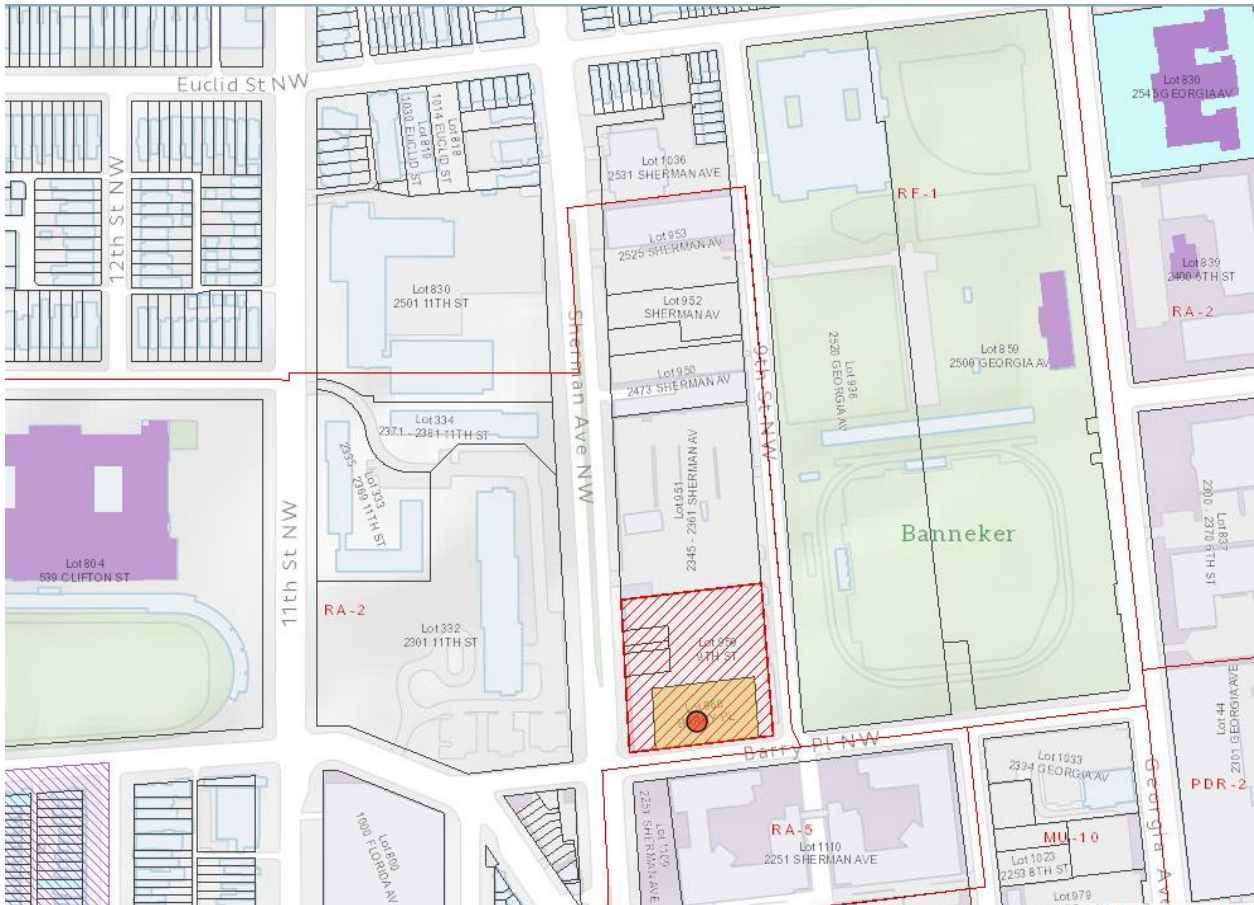 Euclid St NW
12th St NW
Lot 830
2545 GEORGIA AV
1014 EUCLID ST
Lot 818
1030 EUCLID ST
Lot 819
Lot 1036
2531 SHERMAN AVE
RF-1
Lot 953
2525 SHERMAN AV
Lot 839
2400 6TH ST
RA-2
Lot 830
2501 11TH ST
Lot 952
SHERMAN AV
Sherman Ave NW
9th St NW
Lot 950
2473 SHERMAN AV
Lot 936
2520 GEORGIA AV
Lot 859
2500 GEORGIA AV
Lot 334
2371 - 2381 11TH ST
Lot 333
2335 - 2369 11TH ST
Lot 951
2345 - 2361 SHERMAN AV
Banneker
Lot 837
2300 - 2370 6TH ST
Lot 804
539 CLIFTON ST
11th St NW
RA-2
Lot 332
2301 11TH ST
Lot 959
9TH ST
Barry Pl NW
Lot 44
2301 GEORGIA AVE
PDR-2
Lot 1033
2334 GEORGIA AV
Georgia Ave
MU-10
Lot 800
1000 FLORIDA AV
Lot 1109
2251 SHERMAN AVE
RA-5
Lot 1110
2251 SHERMAN AVE
Lot 1023
2253 8TH ST
Lot 979